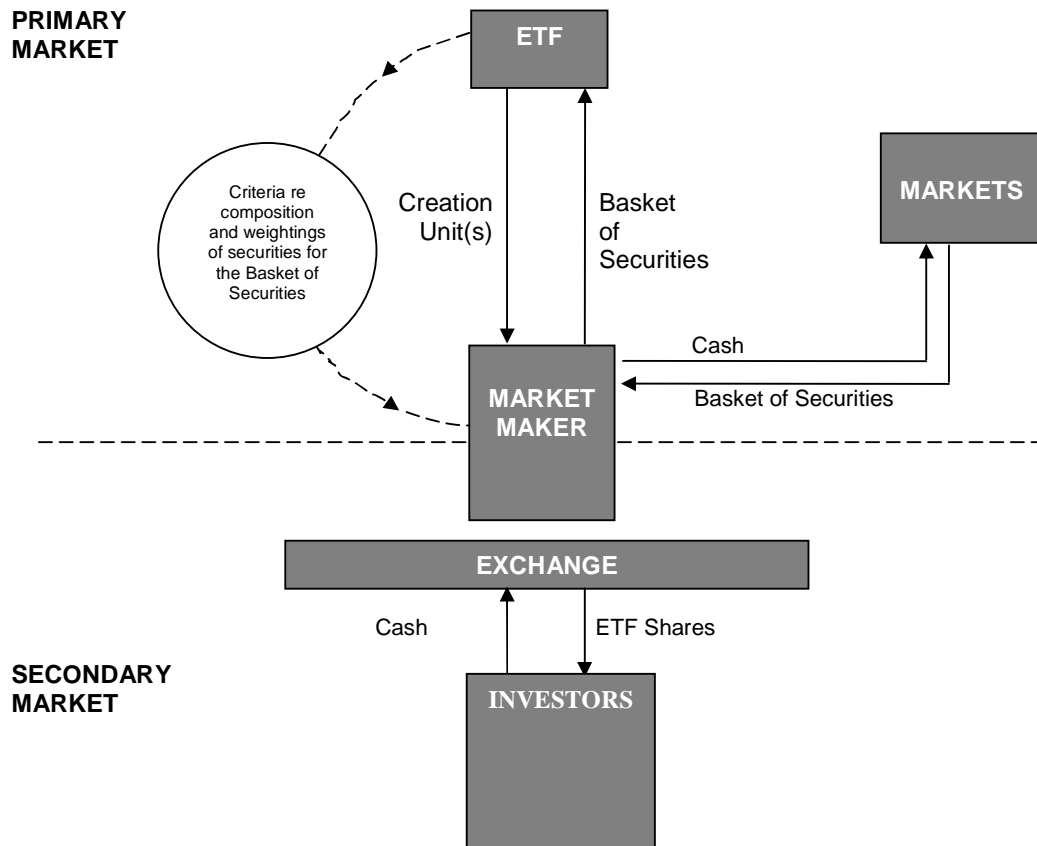 PRIMARY
MARKET
ETF
Criteria re
composition
and weightings
of securities for
the Basket of
Securities
Creation
Unit(s)
Basket
of
Securities
MARKETS
Cash
Basket of Securities
MARKET
MAKER
EXCHANGE
Cash
ETF Shares
SECONDARY
MARKET
INVESTORS